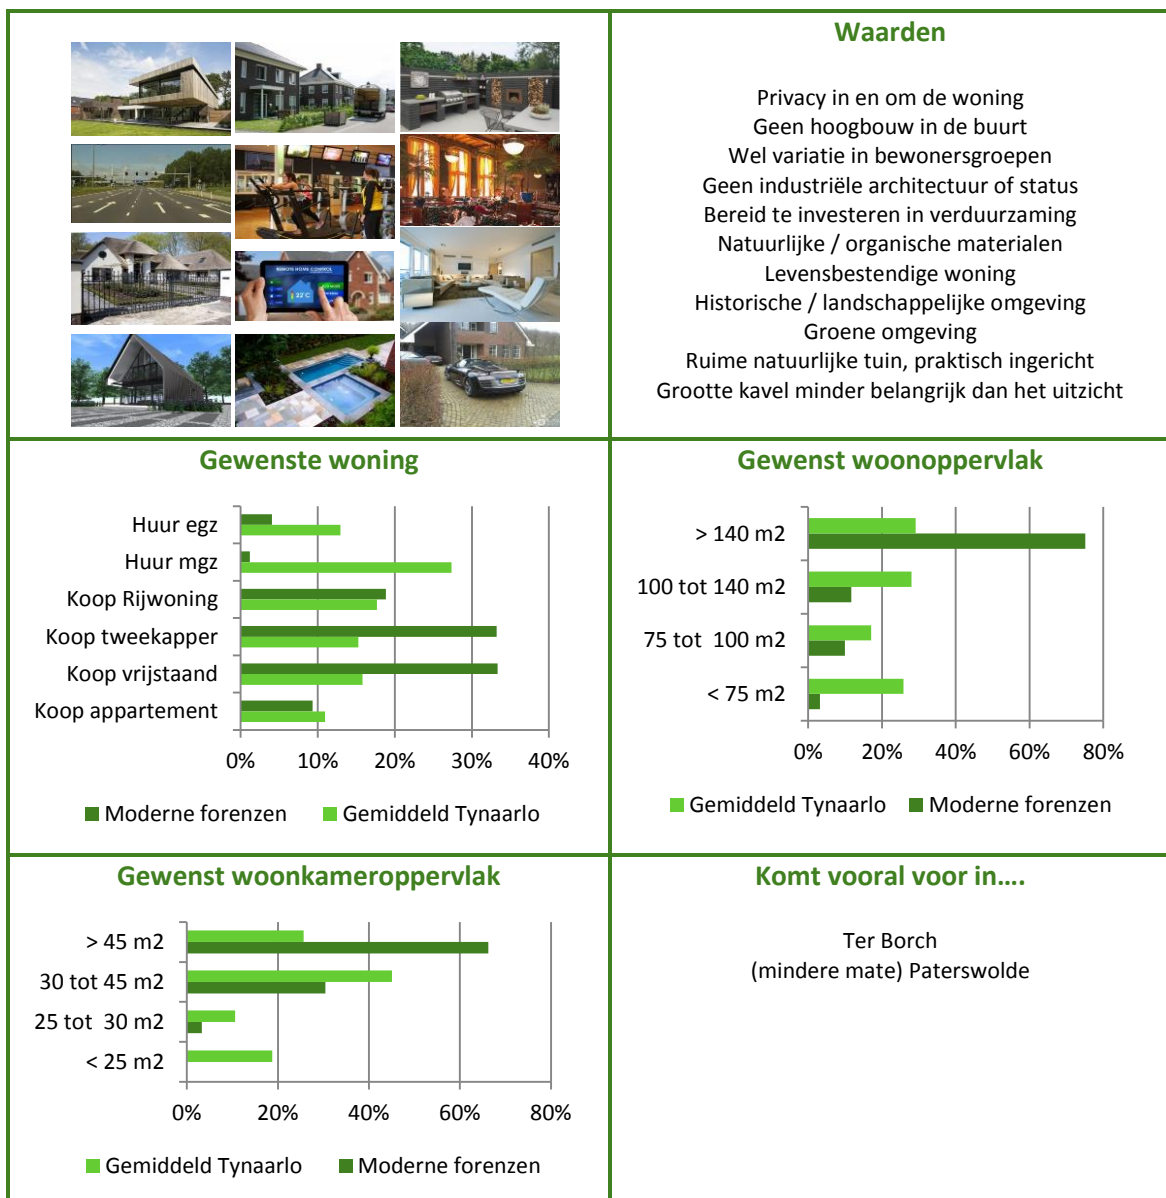 Waarden
Privacy in en om de woning
Geen hoogbouw in de buurt
Wel variatie in bewonersgroepen
Geen industriële architectuur of status
Bereid te investeren in verduurzaming
Natuurlijke / organische materialen
Levensbestendige woning
Historische / landschappelijke omgeving
Groene omgeving
Ruime natuurlijke tuin, praktisch ingericht
Grootte kavel minder belangrijk dan het uitzicht
REMOTE HOME CONTROL
22°C
Gewenste woning
Huur egz
Huur mgz
Koop Rijwoning
Koop tweekapper
Koop vrijstaand
Koop appartement
0% 10% 20% 30% 40%
Moderne forenzen Gemiddeld Tynaarlo
Gewenst woonoppervlak
> 140 m2
100 tot 140 m2
75 tot 100 m2
< 75 m2
0% 20% 40% 60% 80%
Gemiddeld Tynaarlo Moderne forenzen
Gewenst woonkameroppervlak
> 45 m2
30 tot 45 m2
25 tot 30 m2
< 25 m2
0% 20% 40% 60% 80%
Gemiddeld Tynaarlo Moderne forenzen
Komt vooral voor in....
Ter Borch
(mindere mate) Paterswolde